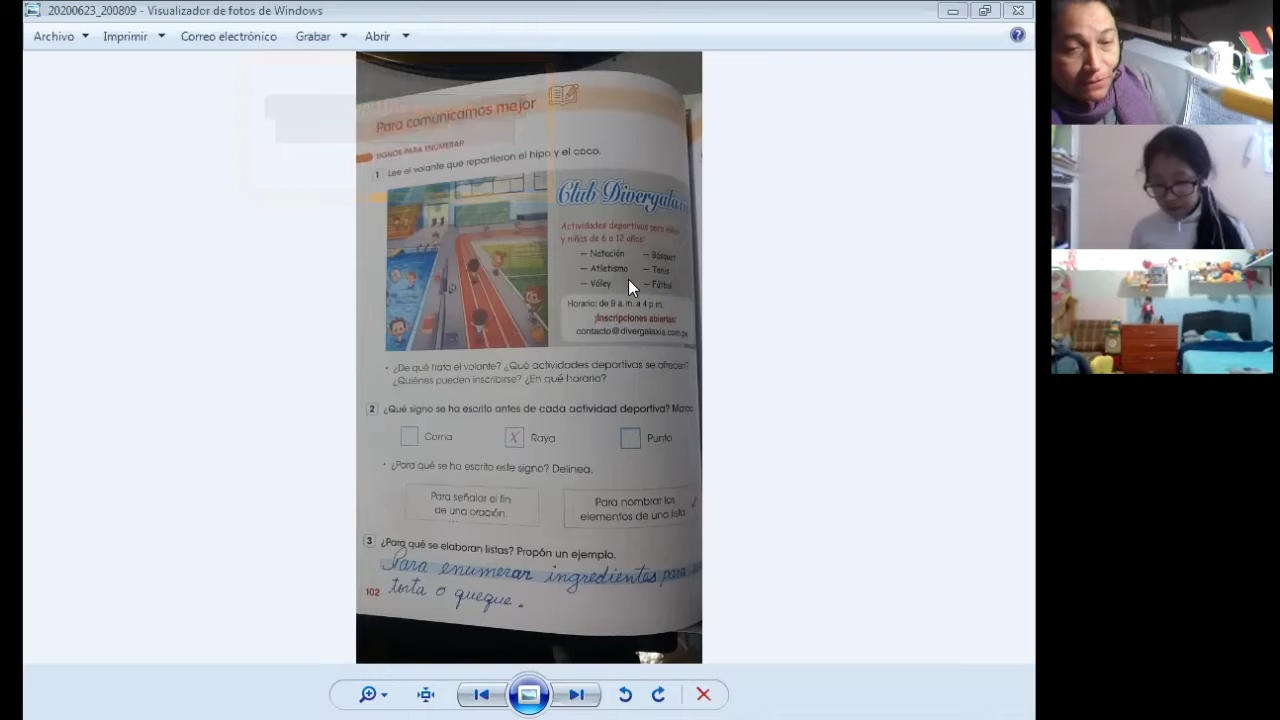 20200623_200809 - Visualizador de fotos de Windows
Archivo Imprimir Correo electrónico Grabar Abrir
Para comunicarnos mejor
SIGNOS PARA ENUMERAR
1 Lee el volante que repartieron el hipo y el coco.
Club Divergala
Actividades deportivas para niños
y niñas de 6 a 12 años:
– Natación – Básquet
– Atletismo – Tenis
– Vóley – Fútbol
Horario: de 9 a. m. a 4 p. m.
¡Inscripciones abiertas!
contacto@divergalaxia.com.pe
• ¿De qué trata el volante? ¿Qué actividades deportivas se ofrecen?
¿Quiénes pueden inscribirse? ¿En qué horario?
2 ¿Qué signo se ha escrito antes de cada actividad deportiva? Marca.
Coma X Raya Punto
• ¿Para qué se ha escrito este signo? Delinea.
Para señalar el fin
de una oración.
Para nombrar los
elementos de una lista.
3 ¿Para qué se elaboran listas? Propón un ejemplo.
Para enumerar ingredientes para
torta o queque.
102